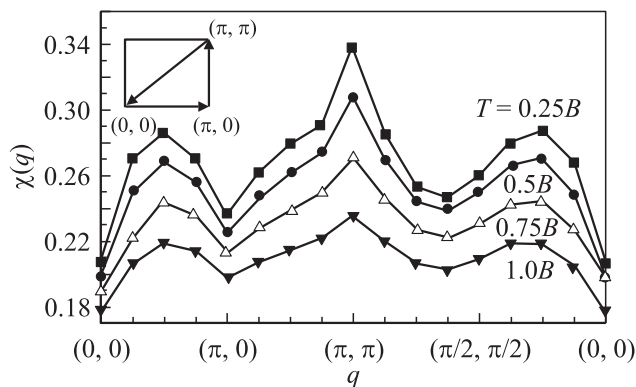 0.34
0.30
0.26
0.22
0.18
χ(q)
(π, π)
(0, 0)
(π, 0)
T = 0.25B
0.5B
0.75B
1.0B
(0, 0)
(π, 0)
(π, π)
(π/2, π/2)
(0, 0)
q